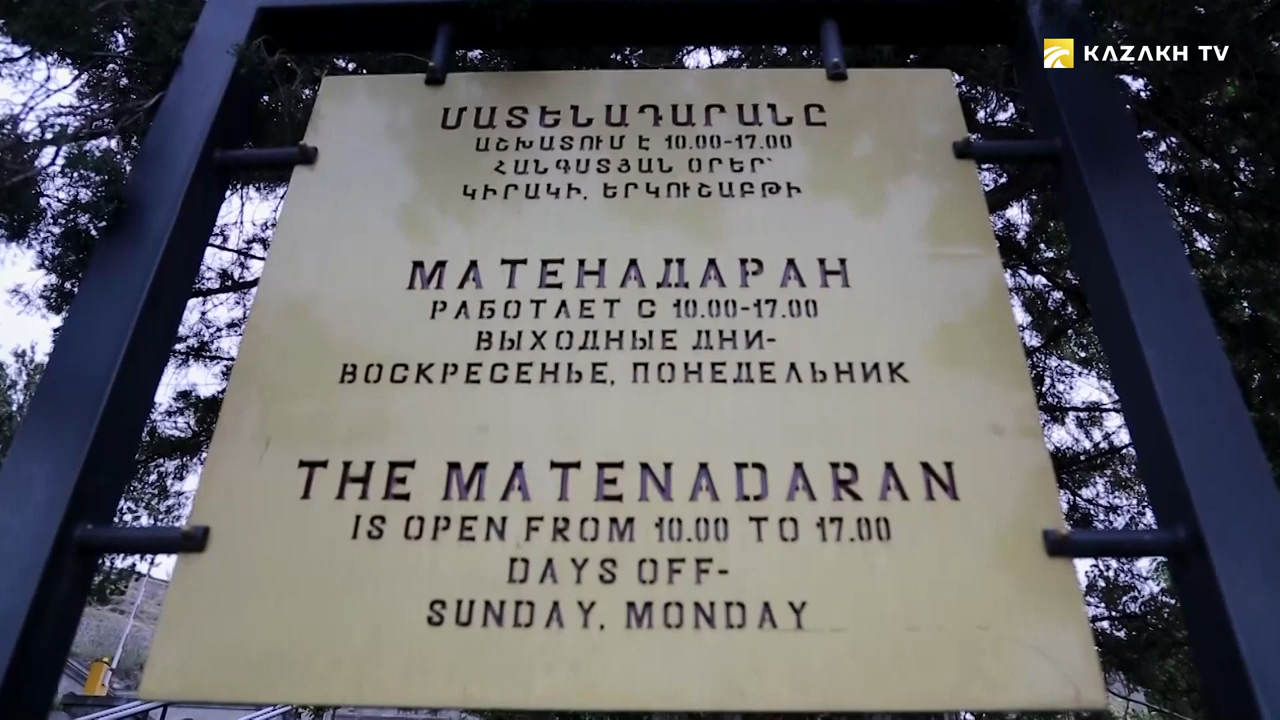 KAZAKH TV
ՄԱՏԵՆԱԴԱՐԱՆԸ
ԱՇԽԱՏՈՒՄ Է 10.00-17.00
ՀԱՆԳՍՏՅԱՆ ՕՐԵՐ՝
ԿԻՐԱԿԻ, ԵՐԿՈՒՇԱԲԹԻ
МАТЕНАДАРАН
РАБОТАЕТ С 10.00-17.00
ВЫХОДНЫЕ ДНИ-
ВОСКРЕСЕНЬЕ, ПОНЕДЕЛЬНИК
THE MATENADARAN
IS OPEN FROM 10.00 TO 17.00
DAYS OFF-
SUNDAY, MONDAY